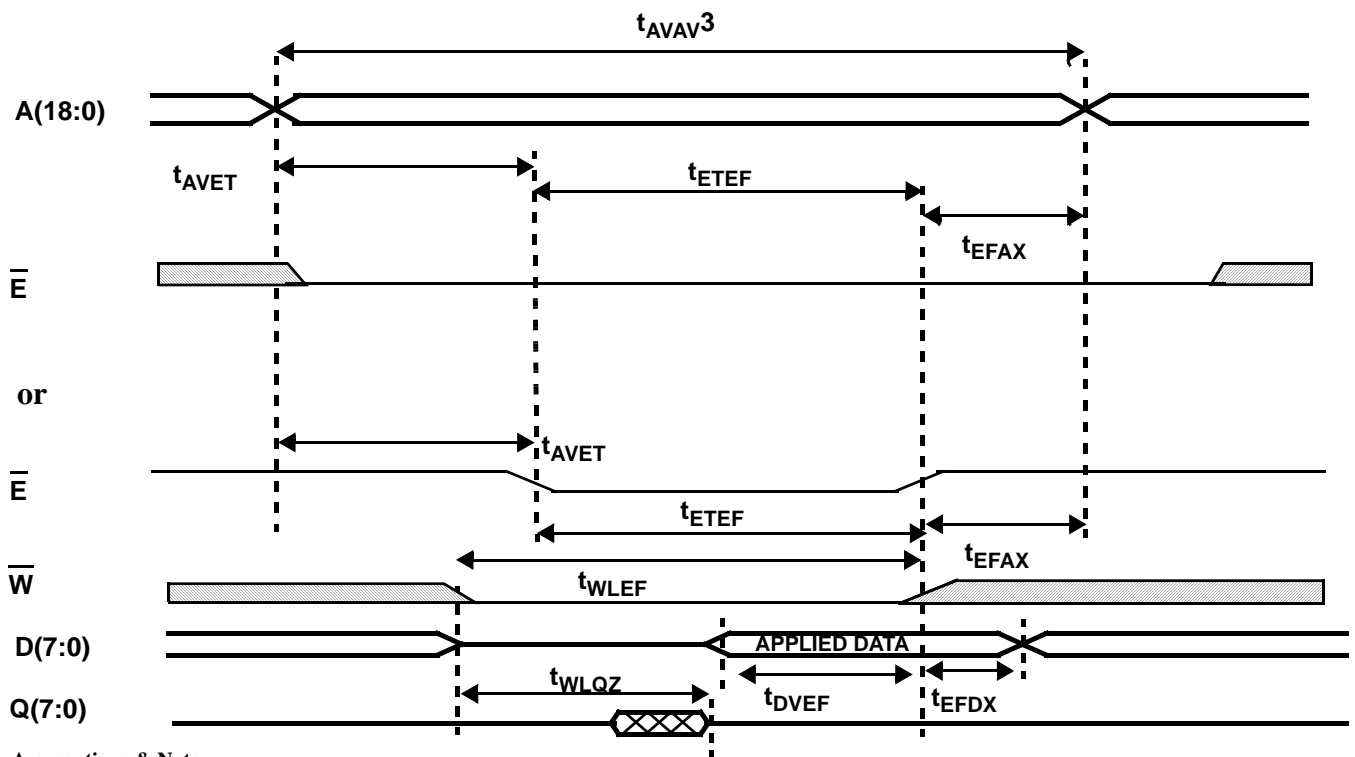 tAVAV3
A(18:0)
tAVET
tETEF
tEFAX
E
or
tAVET
E
tETEF
tEFAX
W
tWLEF
D(7:0)
APPLIED DATA
tWLQZ
tDVEF
tEFDX
Q(7:0)